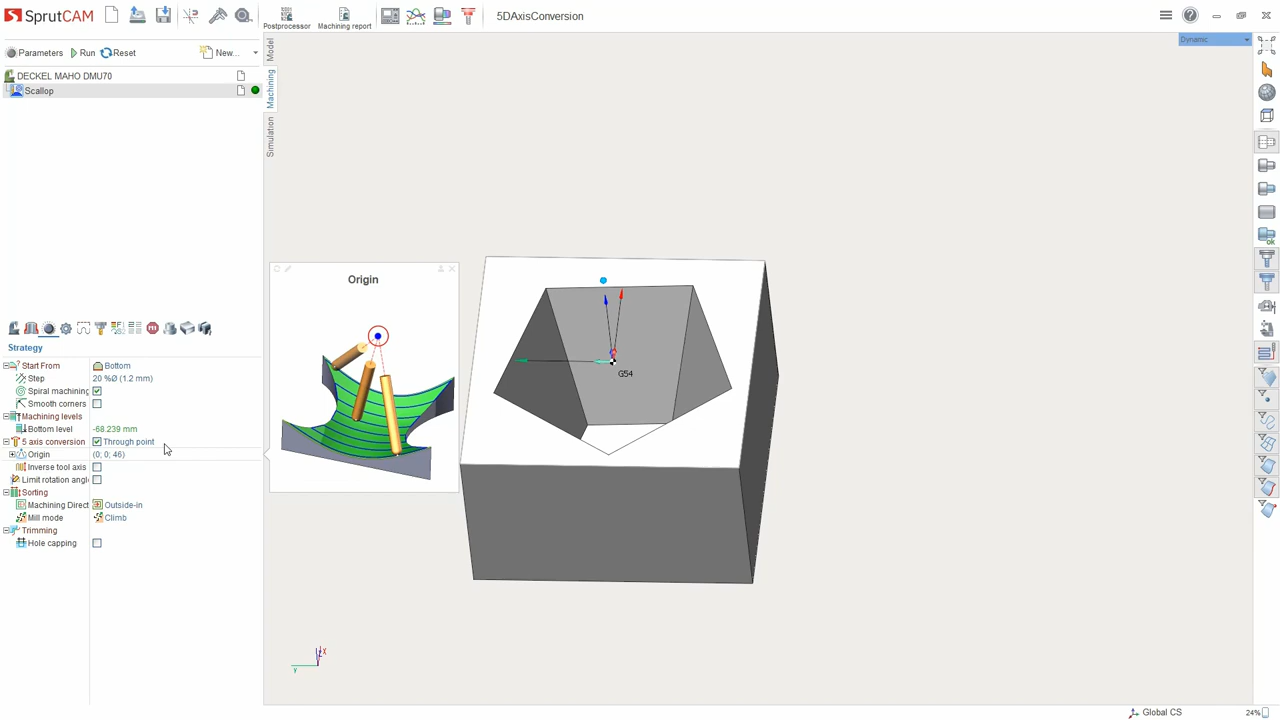 SprutCAM
Postprocessor
Machining report
5DAxisConversion
Parameters
Run
Reset
New...
Dynamic
DECKEL MAHO DMU70
Scallop
Model
Machining
Simulation
Strategy
Start From
Bottom
Step
20 %Ø (1.2 mm)
Spiral machining
Smooth corners
Machining levels
Bottom level
-68.239 mm
5 axis conversion
Through point
Origin
(0; 0; 46)
Inverse tool axis
Limit rotation angl
Sorting
Machining Direct
Outside-in
Mill mode
Climb
Trimming
Hole capping
Origin
G54
X
Y
Global CS
24%